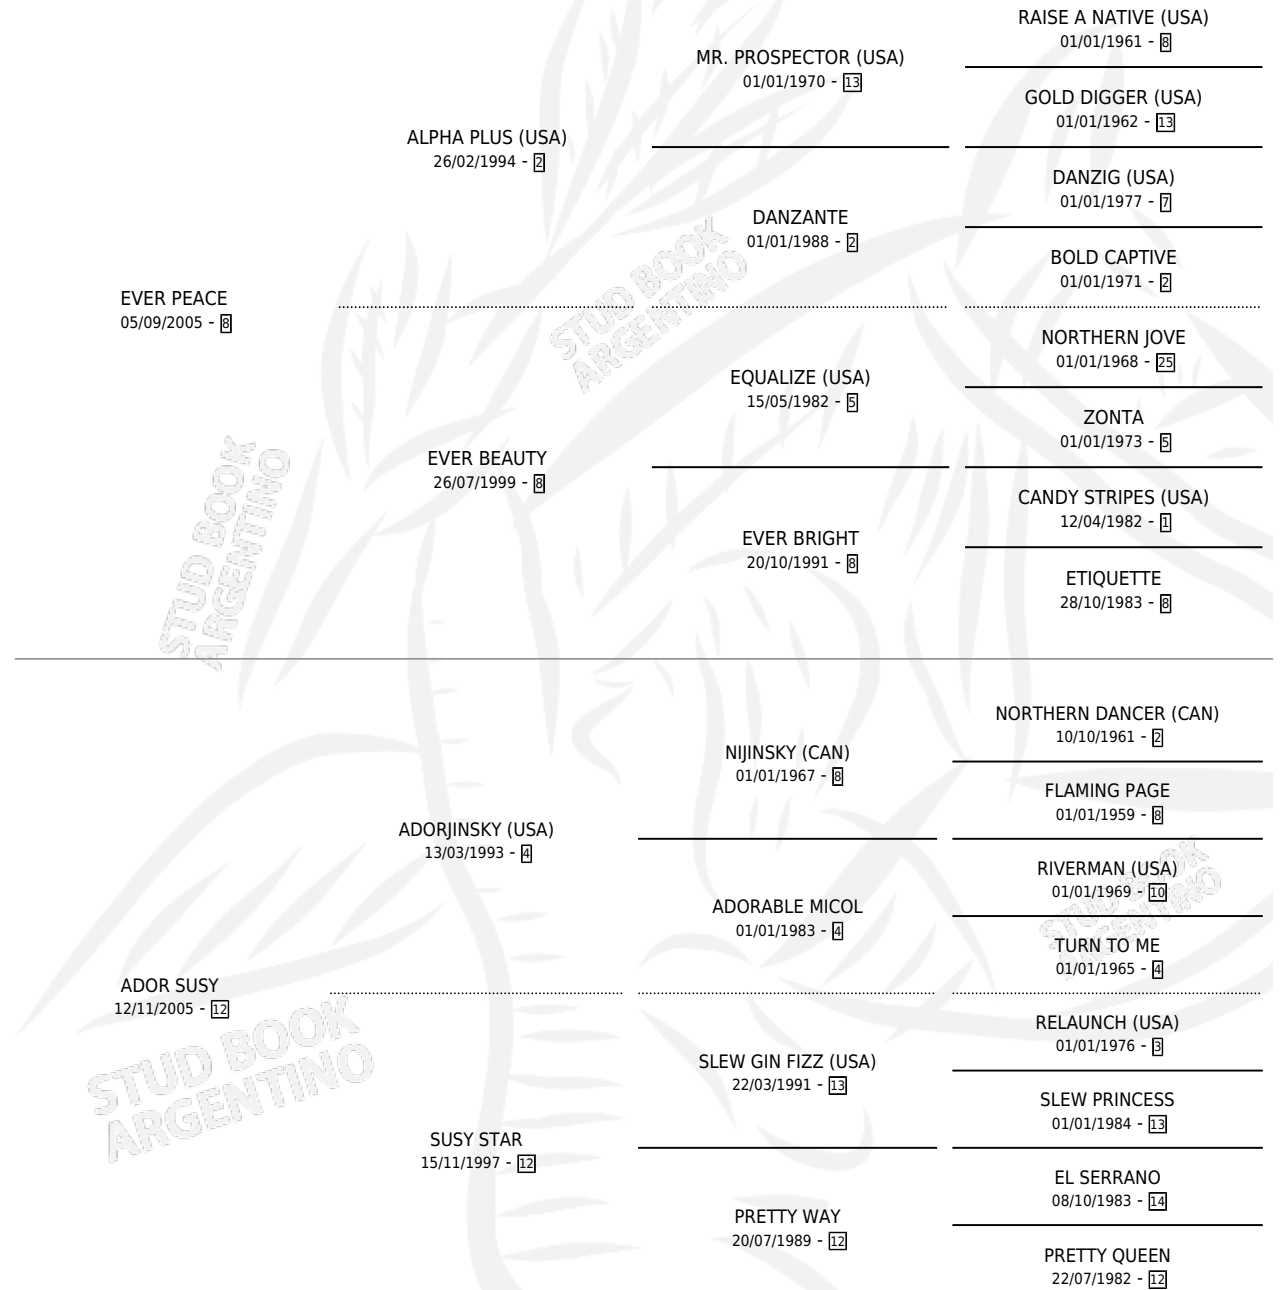 RAISE A NATIVE (USA)
01/01/1961 - 8
MR. PROSPECTOR (USA)
01/01/1970 - 13
GOLD DIGGER (USA)
01/01/1962 - 13
ALPHA PLUS (USA)
26/02/1994 - 2
DANZIG (USA)
01/01/1977 - 7
DANZANTE
01/01/1988 - 2
BOLD CAPTIVE
01/01/1971 - 2
EVER PEACE
05/09/2005 - 8
NORTHERN JOVE
01/01/1968 - 25
EQUALIZE (USA)
15/05/1982 - 5
ZONTA
01/01/1973 - 5
EVER BEAUTY
26/07/1999 - 8
CANDY STRIPES (USA)
12/04/1982 - 1
EVER BRIGHT
20/10/1991 - 8
ETIQUETTE
28/10/1983 - 8
STUD BOOK
ARGENTINO
STUD BOOK
ARGENTINO
NORTHERN DANCER (CAN)
10/10/1961 - 2
NIJINSKY (CAN)
01/01/1967 - 8
FLAMING PAGE
01/01/1959 - 8
ADORJINSKY (USA)
13/03/1993 - 4
RIVERMAN (USA)
01/01/1969 - 10
ADORABLE MICOL
01/01/1983 - 4
TURN TO ME
01/01/1965 - 4
ADOR SUSY
12/11/2005 - 12
RELAUNCH (USA)
01/01/1976 - 3
SLEW GIN FIZZ (USA)
22/03/1991 - 13
SLEW PRINCESS
01/01/1984 - 13
SUSY STAR
15/11/1997 - 12
EL SERRANO
08/10/1983 - 14
PRETTY WAY
20/07/1989 - 12
PRETTY QUEEN
22/07/1982 - 12
STUD BOOK
ARGENTINO
STUD BOOK
ARGENTINO